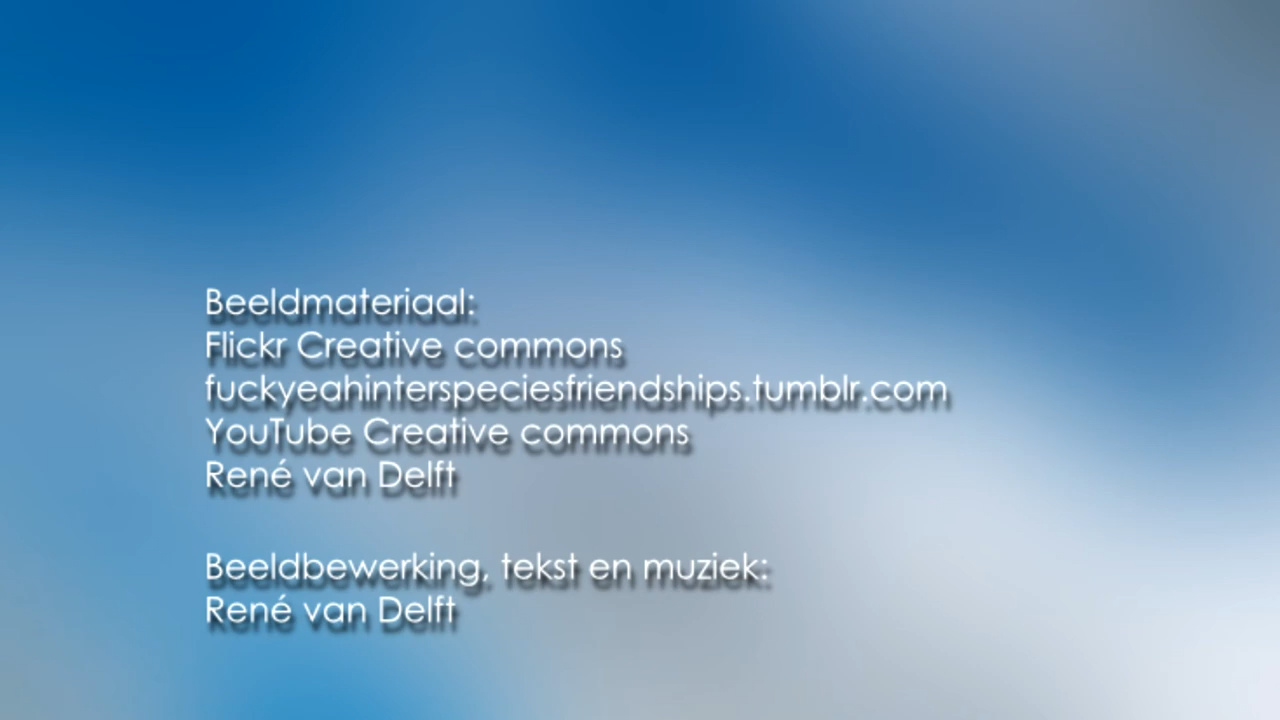 Beeldmateriaal:
Flickr Creative commons
fuckyeahinterspeciesfriendships.tumblr.com
YouTube Creative commons
René van Delft
Beeldbewerking, tekst en muziek:
René van Delft